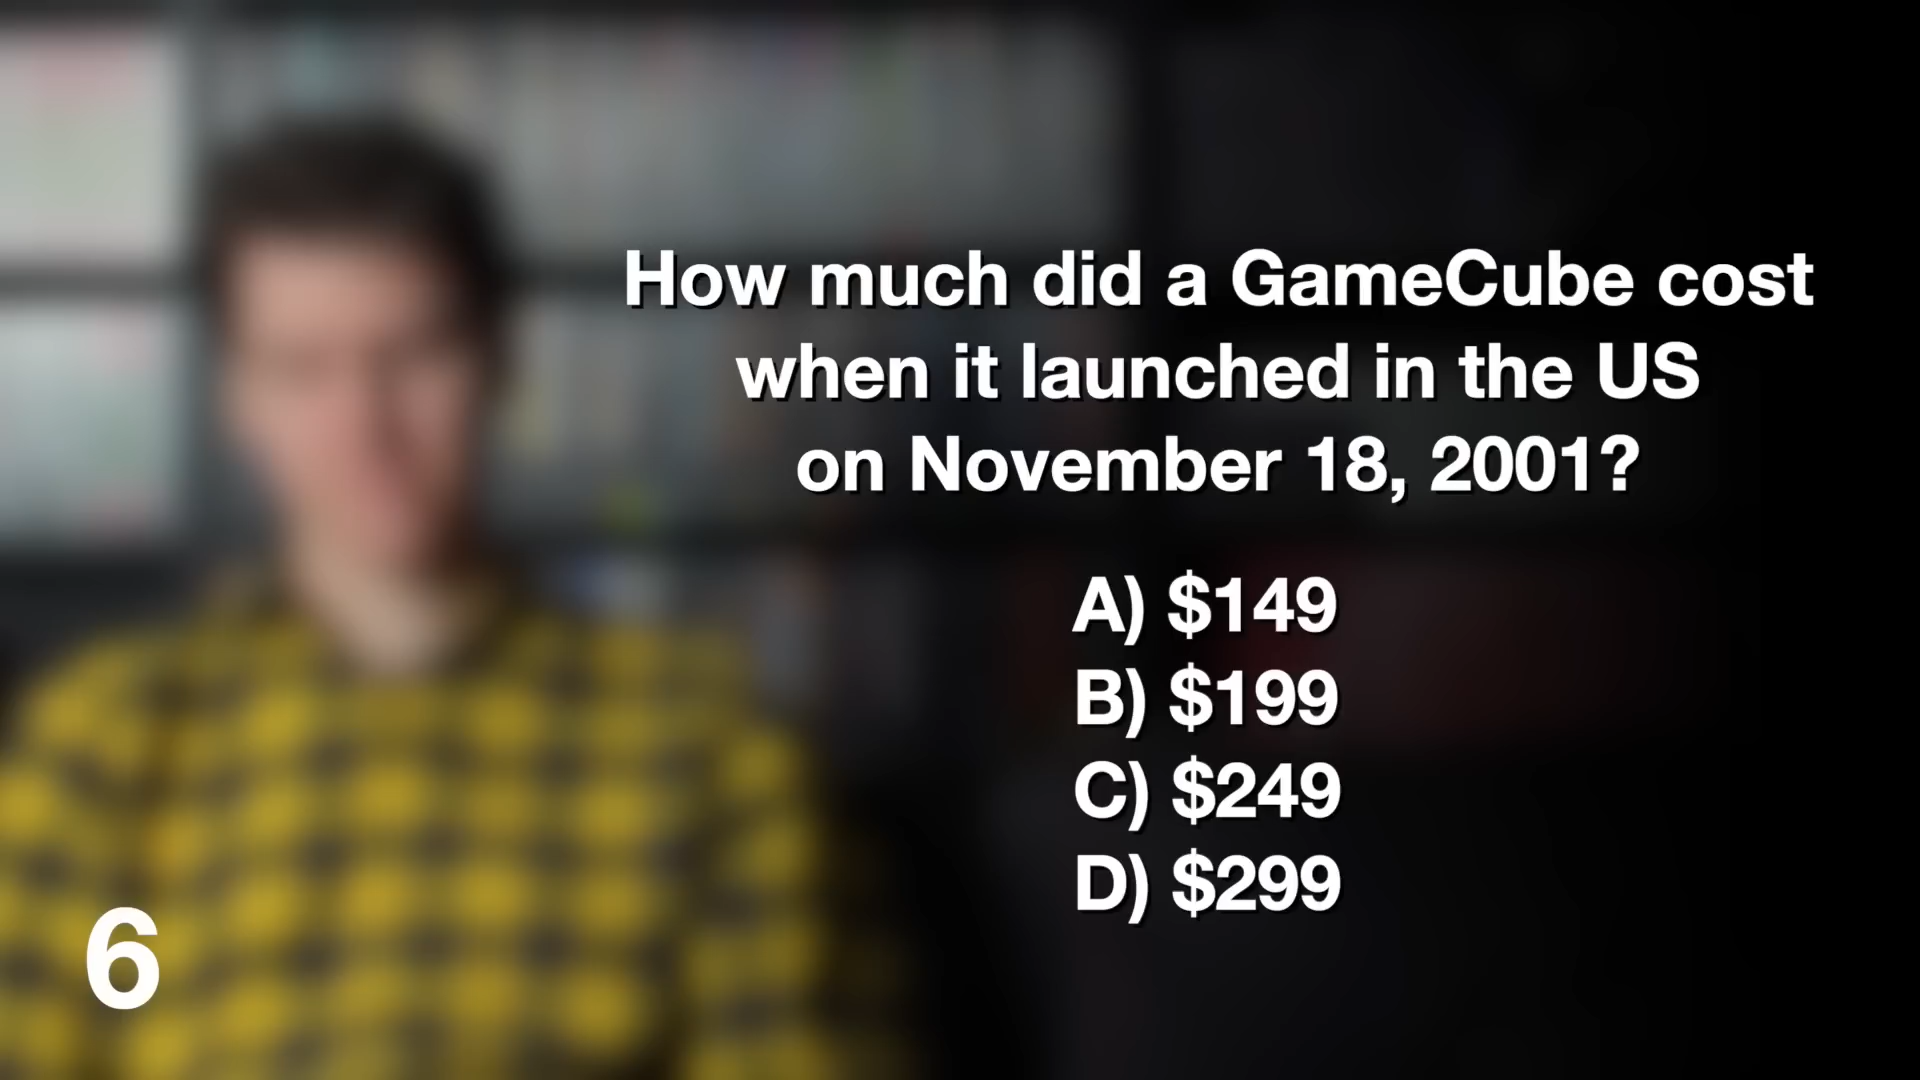 How much did a GameCube cost
when it launched in the US
on November 18, 2001?
A) $149
B) $199
C) $249
D) $299
6